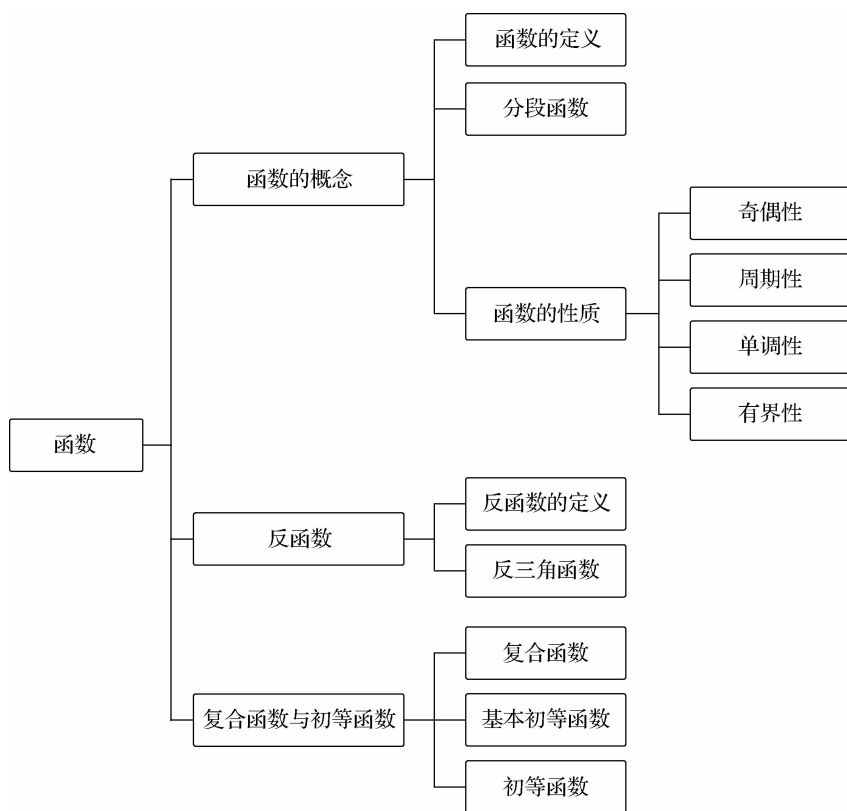 函数
函数的概念
函数的定义
分段函数
函数的性质
奇偶性
周期性
单调性
有界性
反函数
反函数的定义
反三角函数
复合函数与初等函数
复合函数
基本初等函数
初等函数